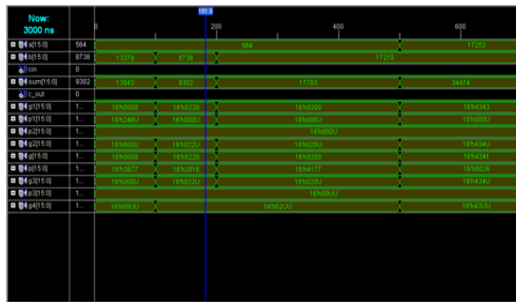 Now:
3000 ns
0 200 400 600
a[15:0] 564 564 17253
b[15:0] 8738 13379 8738 17219
cin 0
sum[15:0] 9302 13943 9302 17783 34474
c_out 0
g1[15:0] 1... 16'h0000 16'h0220 16'h0200 16'h4343
p1[15:0] 1... 16'h000U 16'h000U
p2[15:0] 1... 16'h000U
g2[15:0] 1... 16'h000U 16'h022U 16'h020U 16'h434U
g[15:0] 1... 16'h0000 16'h0220 16'h0200 16'h4341
p[15:0] 1... 16'h3677 16'h2016 16'h4177 16'h0026
g3[15:0] 1... 16'h000U 16'h022U 16'h020U 16'h434U
p3[15:0] 1... 16'h00UU
g4[15:0] 1... 16'h00UU 16'h02UU 16'h43UU